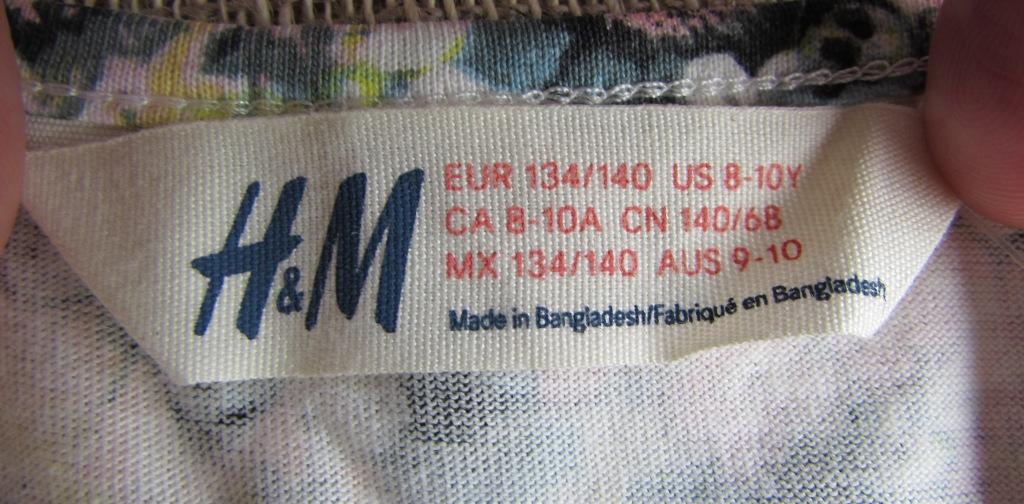 H&M
EUR 134/140 US 8-10Y
CA 8-10A CN 140/68
MX 134/140 AUS 9-10
Made in Bangladesh/Fabriqué en Bangladesh